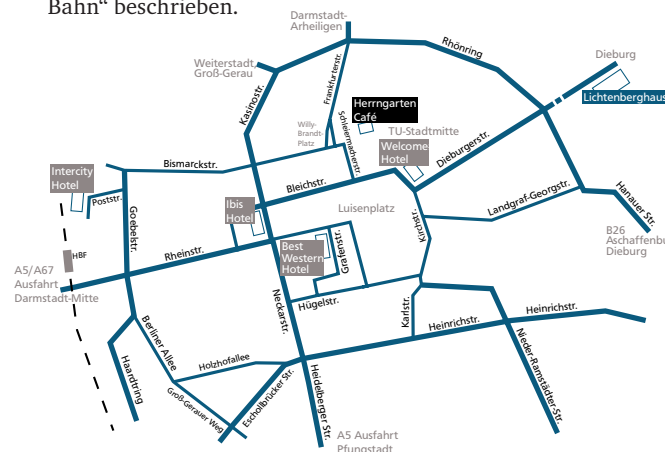 Bahn“ beschrieben.
Darmstadt-
Arheiligen
Rhönring
Dieburg
Weiterstadt,
Groß-Gerau
Kasinostr.
Frankfurterstr.
Lichtenberghaus
Herrngarten
Café
Willy-
Brandt-
Platz
Schleiermacherstr.
TU-Stadtmitte
Welcome
Hotel
Dieburgerstr.
Bismarckstr.
Intercity
Hotel
Bleichstr.
Poststr.
Ibis
Hotel
Luisenplatz
Landgraf-Georgstr.
Hanauer Str.
Goebelstr.
Kirchstr.
B26
Aschaffenbu
Dieburg
Rheinstr.
Best
Western
Hotel
Grafenstr.
HBF
A5/A67
Ausfahrt
Darmstadt-Mitte
Neckarstr.
Hügelstr.
Karlstr.
Heinrichstr.
Heinrichstr.
Berliner Allee
Haardtring
Holzhofallee
Nieder-Ramstädter-Str.
Groß-Gerauer Weg
Eschollbrücker Str.
Heidelberger Str.
A5 Ausfahrt
Pfungstadt